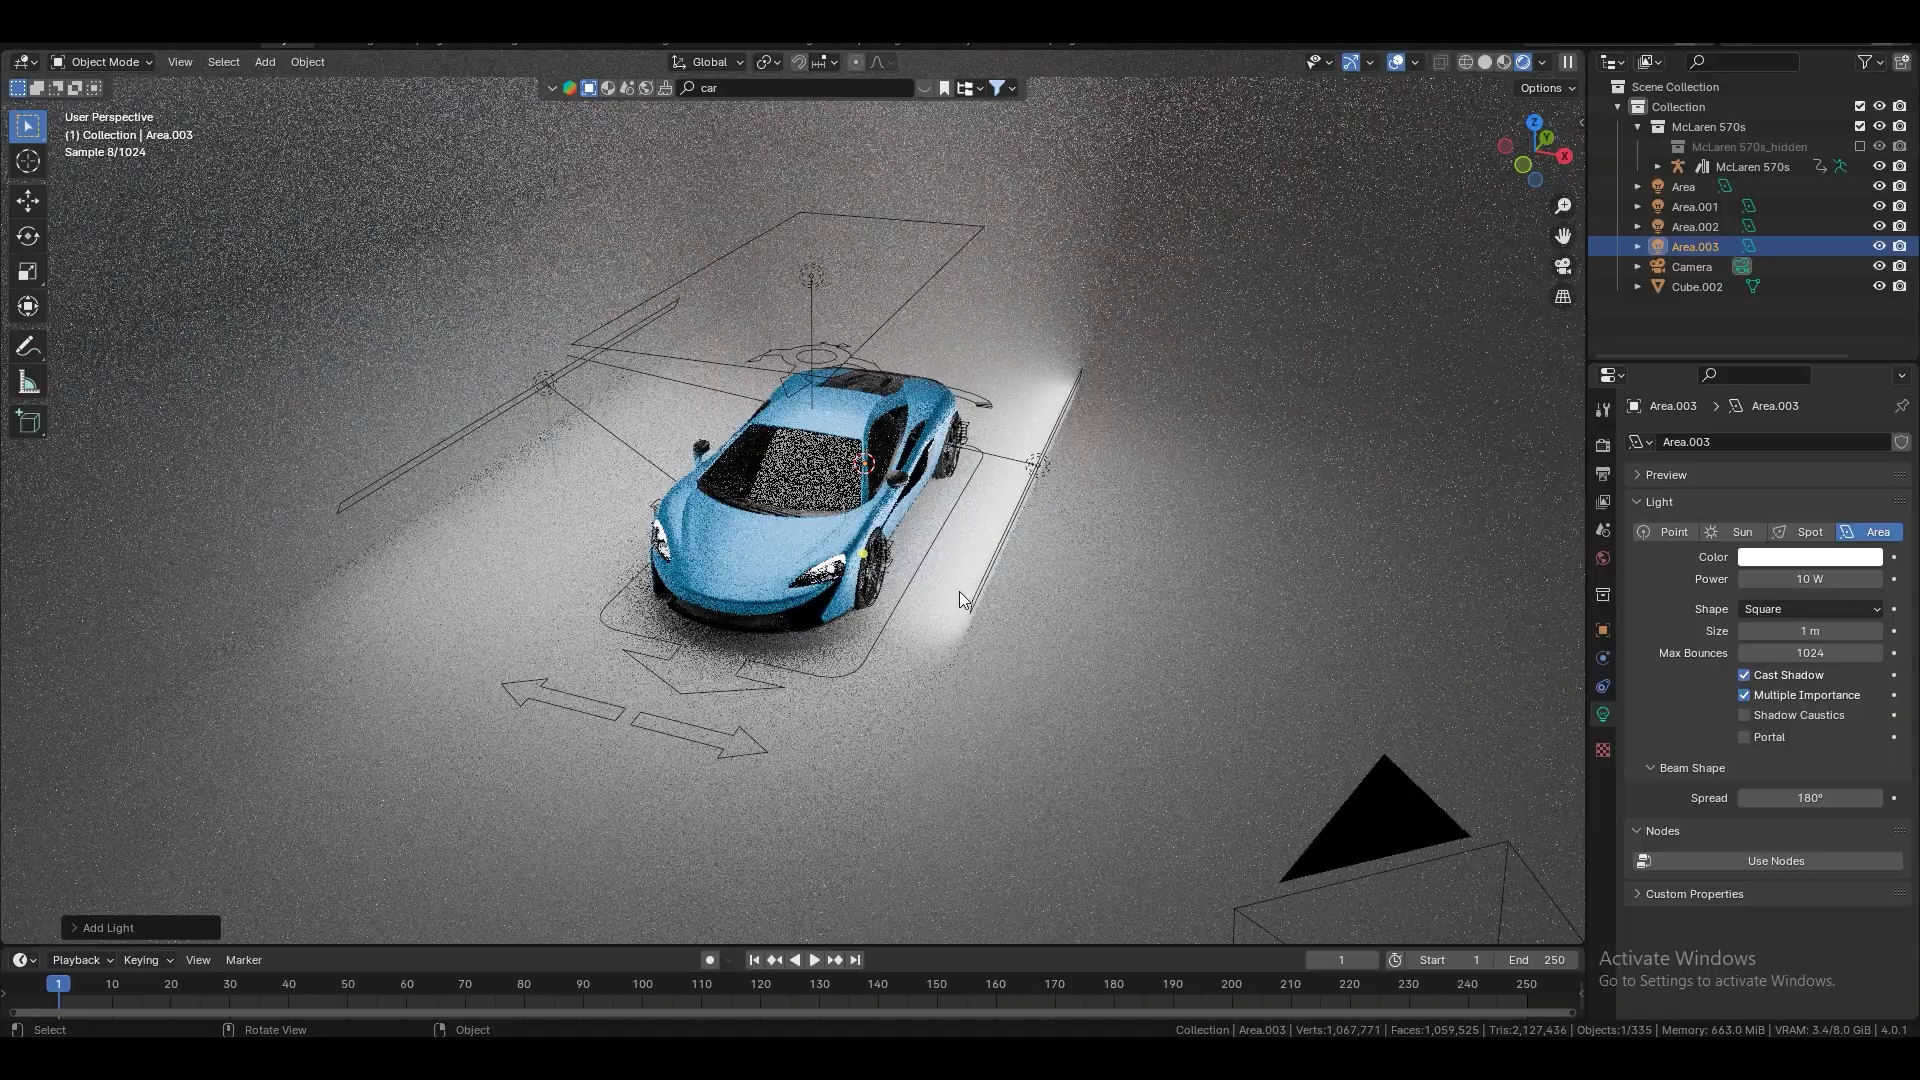 Object Mode View Select Add Object Global
car Options
User Perspective
(1) Collection | Area.003
Sample 8/1024
Z
Y
X
Add Light
Scene Collection
Collection
McLaren 570s
McLaren 570s_hidden
McLaren 570s
Area
Area.001
Area.002
Area.003
Camera
Cube.002
Area.003 > Area.003
Area.003
Preview
Light
Point Sun Spot Area
Color
Power 10 W
Shape Square
Size 1 m
Max Bounces 1024
Cast Shadow
Multiple Importance
Shadow Caustics
Portal
Beam Shape
Spread 180°
Nodes
Use Nodes
Custom Properties
Activate Windows
Go to Settings to activate Windows.
Playback Keying View Marker 1 Start 1 End 250
1 10 20 30 40 50 60 70 80 90 100 110 120 130 140 150 160 170 180 190 200 210 220 230 240 250
Select Rotate View Object Collection | Area.003 | Verts:1,067,771 | Faces:1,059,525 | Tris:2,127,436 | Objects:1/335 | Memory: 663.0 MiB | VRAM: 3.4/8.0 GiB | 4.0.1